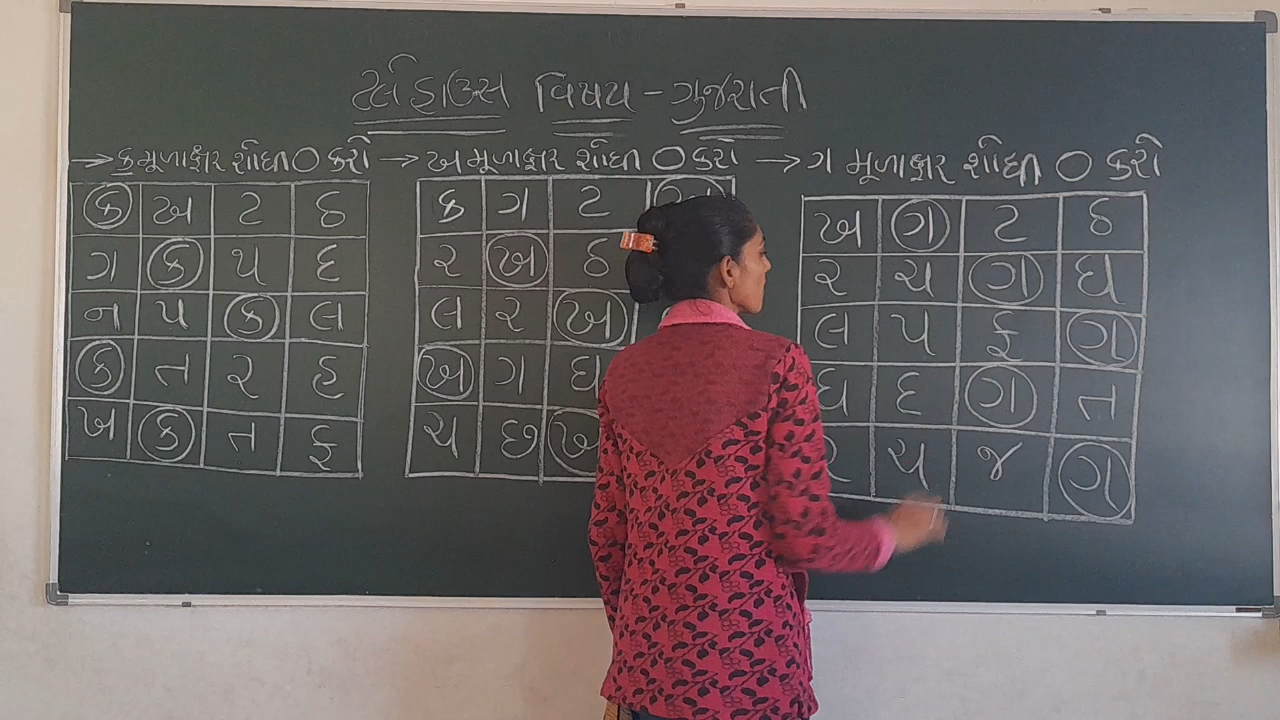 વિષય - ગુજરાતી
→ ક મૂળાક્ષર શોધી ○ કરો → ખ મૂળાક્ષર શોધી ○ કરો → ગ મૂળાક્ષર શોધી ○ કરો
ક ખ ટ ઠ
ગ ક પ દ
ન પ ક લ
ક ત ર હ
ખ ક ત ફ
ક ગ ટ ખ
ર ખ ઠ
લ ર ખ
ખ ગ ઘ
ચ છ ખ
ખ ગ ટ ઠ
ર ચ ગ ઘ
લ પ ફ ગ
ઘ દ ગ ત
ર ચ જ ગ